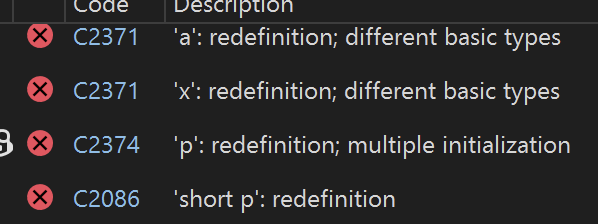 Code Description
C2371 'a': redefinition; different basic types
C2371 'x': redefinition; different basic types
C2374 'p': redefinition; multiple initialization
C2086 'short p': redefinition